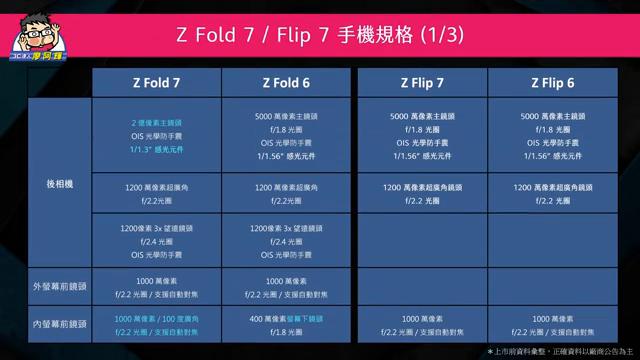 Z Fold 7 / Flip 7 手機規格 (1/3)
3C達人廖阿輝
Z Fold 7
Z Fold 6
Z Flip 7
Z Flip 6
後相機
2 億像素主鏡頭
OIS 光學防手震
1/1.3" 感光元件
5000 萬像素主鏡頭
f/1.8 光圈
OIS 光學防手震
1/1.56" 感光元件
5000 萬像素主鏡頭
f/1.8 光圈
OIS 光學防手震
1/1.56" 感光元件
5000 萬像素主鏡頭
f/1.8 光圈
OIS 光學防手震
1/1.56" 感光元件
1200 萬像素超廣角
f/2.2光圈
1200 萬像素超廣角
f/2.2光圈
1200 萬像素超廣角鏡頭
f/2.2 光圈
1200 萬像素超廣角鏡頭
f/2.2 光圈
1200像素 3x 望遠鏡頭
f/2.4 光圈
OIS 光學防手震
1200像素 3x 望遠鏡頭
f/2.4 光圈
OIS 光學防手震
外螢幕前鏡頭
1000 萬像素
f/2.2 光圈 / 支援自動對焦
1000 萬像素
f/2.2 光圈 / 支援自動對焦
內螢幕前鏡頭
1000 萬像素 / 100 度廣角
f/2.2 光圈 / 支援自動對焦
400 萬像素螢幕下鏡頭
f/1.8 光圈
1000 萬像素
f/2.2 光圈 / 支援自動對焦
1000 萬像素
f/2.2 光圈 / 支援自動對焦
＊上市前資料彙整，正確資料以廠商公告為主